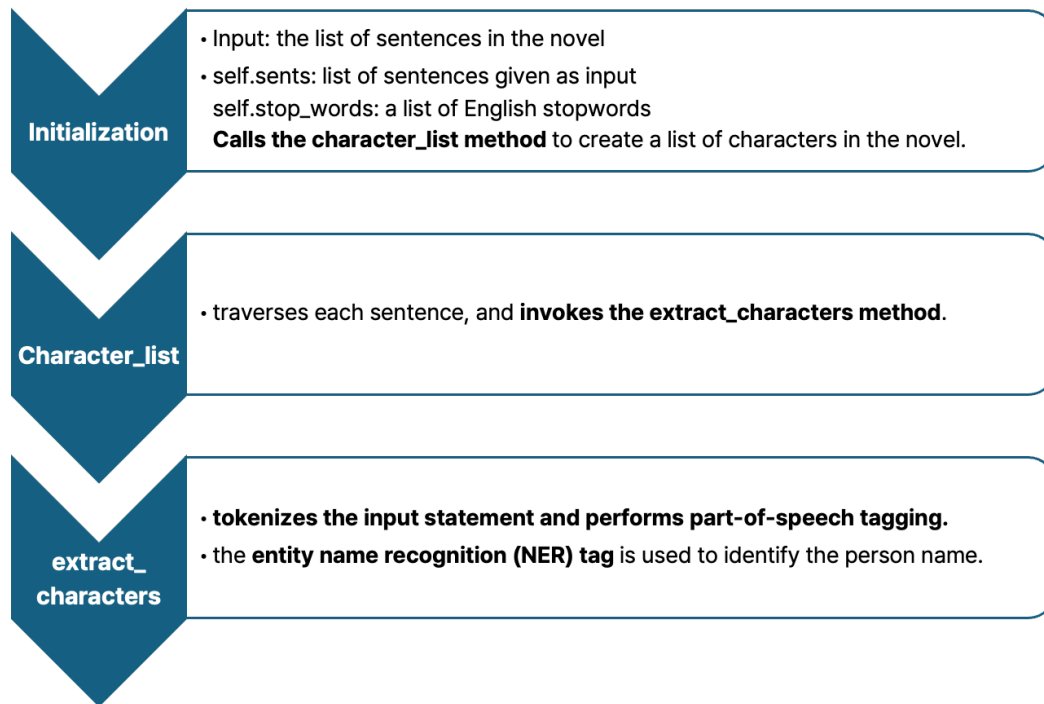 Initialization
• Input: the list of sentences in the novel
• self.sents: list of sentences given as input
self.stop_words: a list of English stopwords
Calls the character_list method to create a list of characters in the novel.
Character_list
• traverses each sentence, and invokes the extract_characters method.
extract_
characters
• tokenizes the input statement and performs part-of-speech tagging.
• the entity name recognition (NER) tag is used to identify the person name.